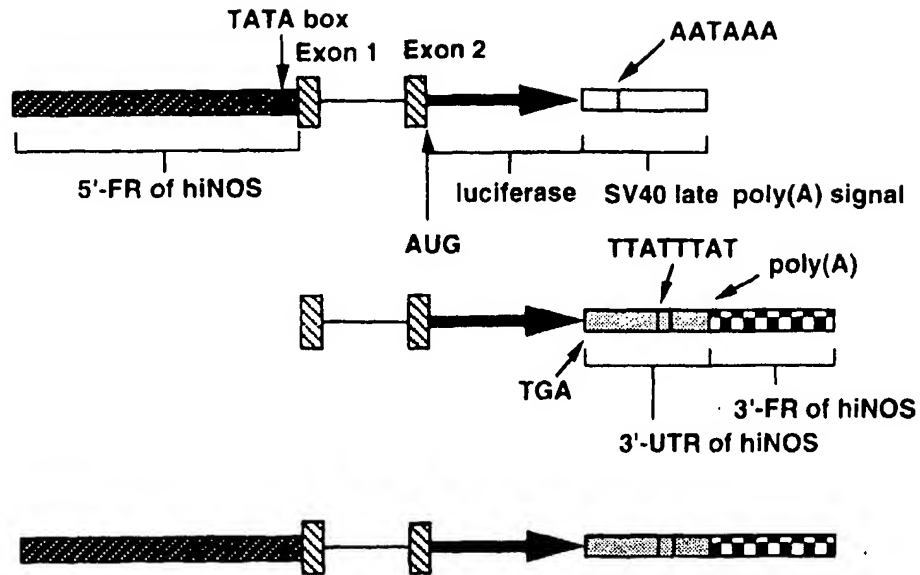 TATA box
Exon 1
Exon 2
AATAAA
5'-FR of hiNOS
luciferase
SV40 late poly(A) signal
AUG
TTATTTAT
poly(A)
TGA
3'-FR of hiNOS
3'-UTR of hiNOS